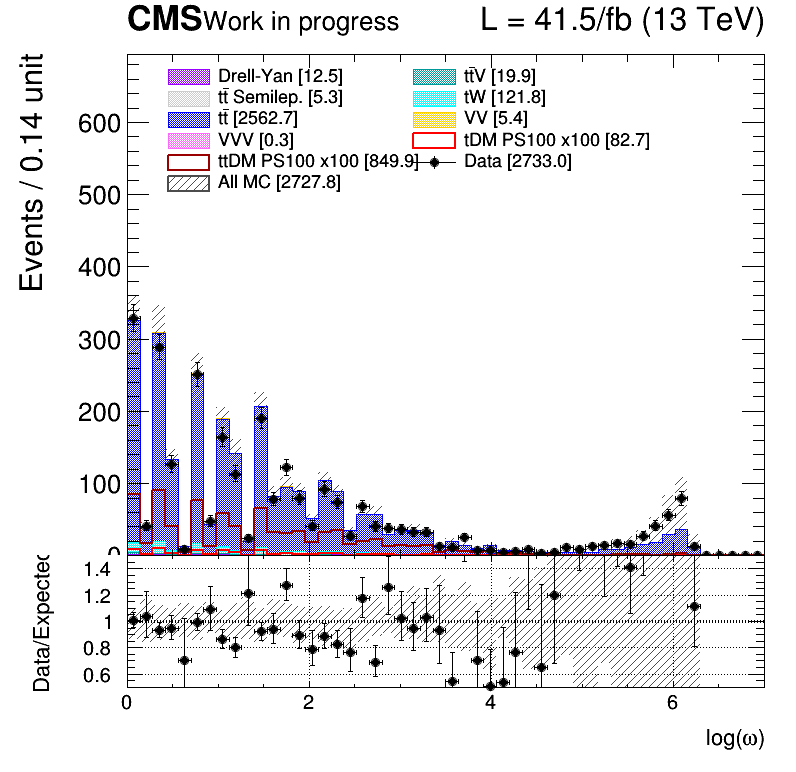 CMS Work in progress L = 41.5/fb (13 TeV)
Events / 0.14 unit
Drell-Yan [12.5] tt̄V [19.9]
tt̄ Semilep. [5.3] tW [121.8]
tt̄ [2562.7] VV [5.4]
VVV [0.3] tDM PS100 x100 [82.7]
ttDM PS100 x100 [849.9] Data [2733.0]
All MC [2727.8]
600
500
400
300
200
100
0
Data/Expected
1.4
1.2
1
0.8
0.6
0 2 4 6
log(ω)